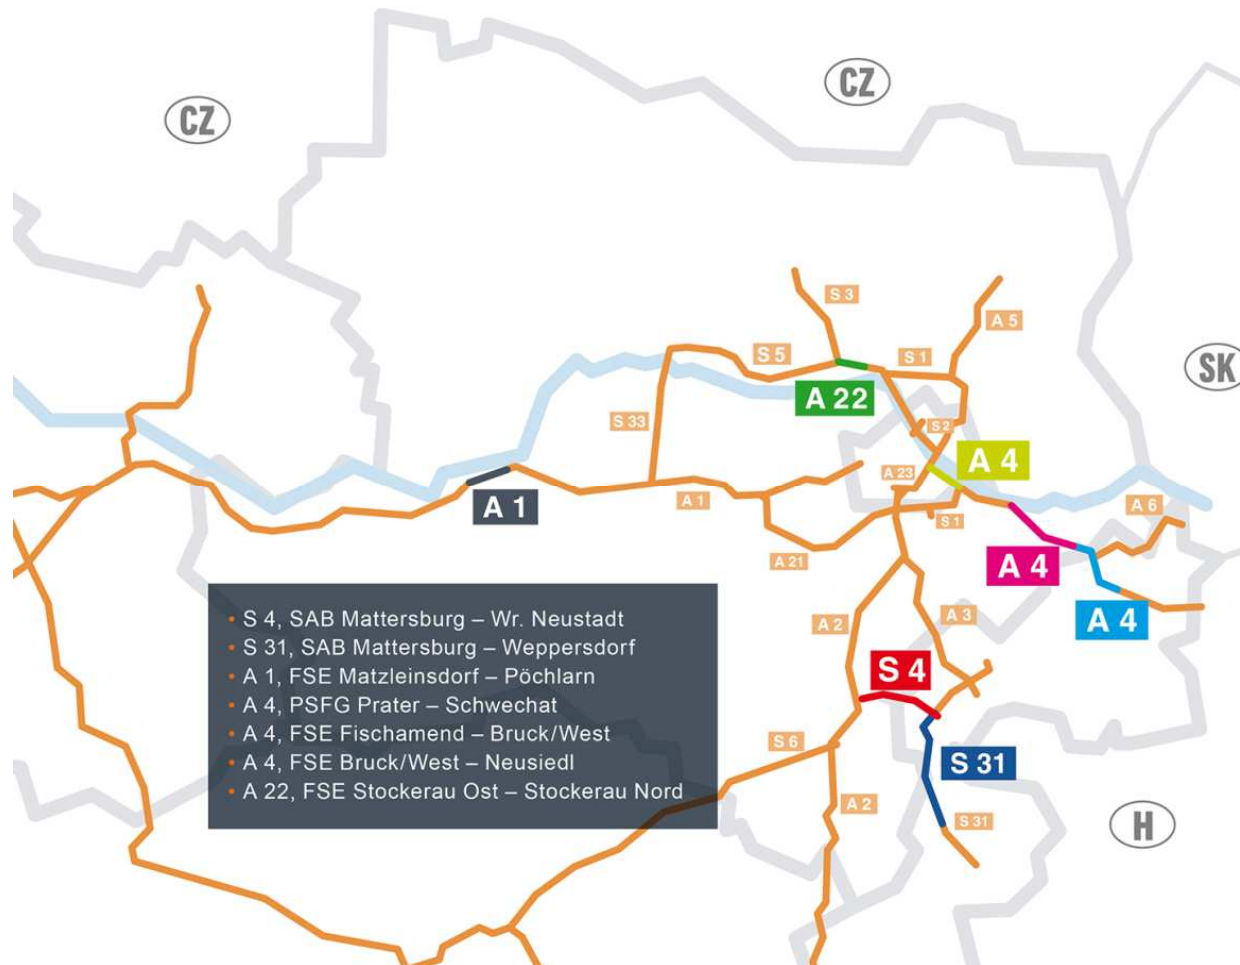 CZ
CZ
S 3
A 5
S 5
S 1
SK
A 22
S 33
S 2
A 4
A 23
A 1
A 1
S 1
A 6
A 21
A 4
A 4
A 2
A 3
S 4
S 6
S 31
A 2
S 31
H
• S 4, SAB Mattersburg – Wr. Neustadt
• S 31, SAB Mattersburg – Weppersdorf
• A 1, FSE Matzleinsdorf – Pöchlarn
• A 4, PSFG Prater – Schwechat
• A 4, FSE Fischamend – Bruck/West
• A 4, FSE Bruck/West – Neusiedl
• A 22, FSE Stockerau Ost – Stockerau Nord